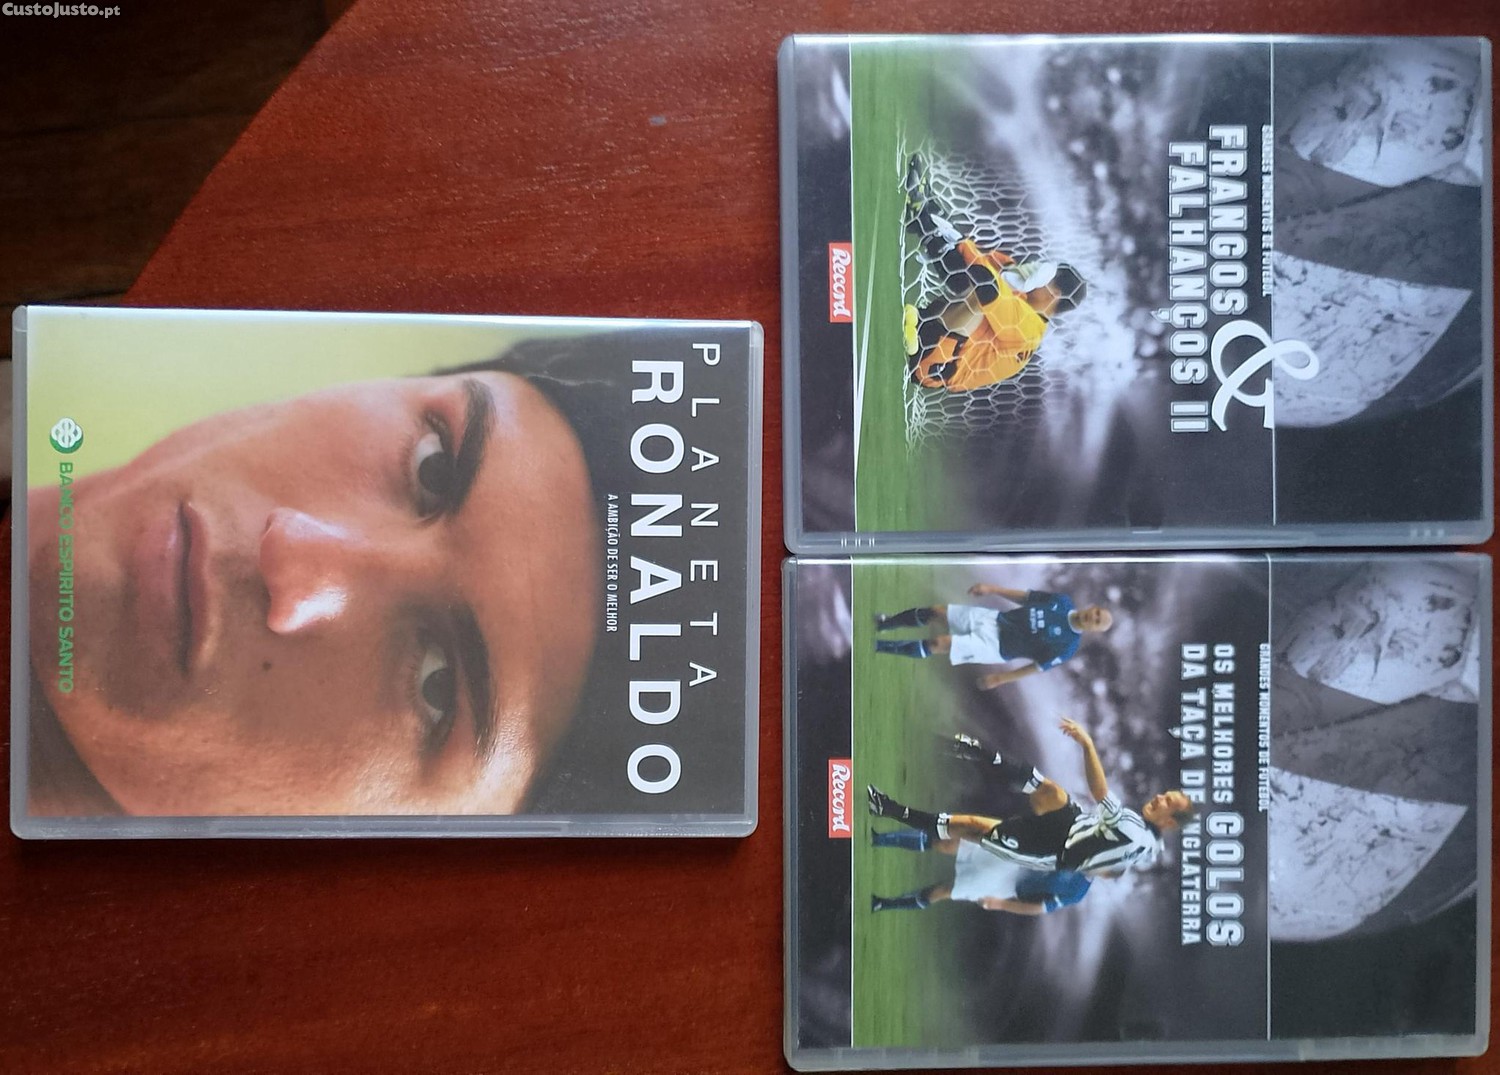 CustoJusto.pt
PLANETA
RONALDO
A AMBIÇÃO DE SER O MELHOR
BANCO ESPIRITO SANTO
GRANDES MOMENTOS DE FUTEBOL
FRANGOS &
FALHANÇOS II
Record
GRANDES MOMENTOS DE FUTEBOL
OS MELHORES GOLOS
DA TAÇA DE INGLATERRA
9
Record